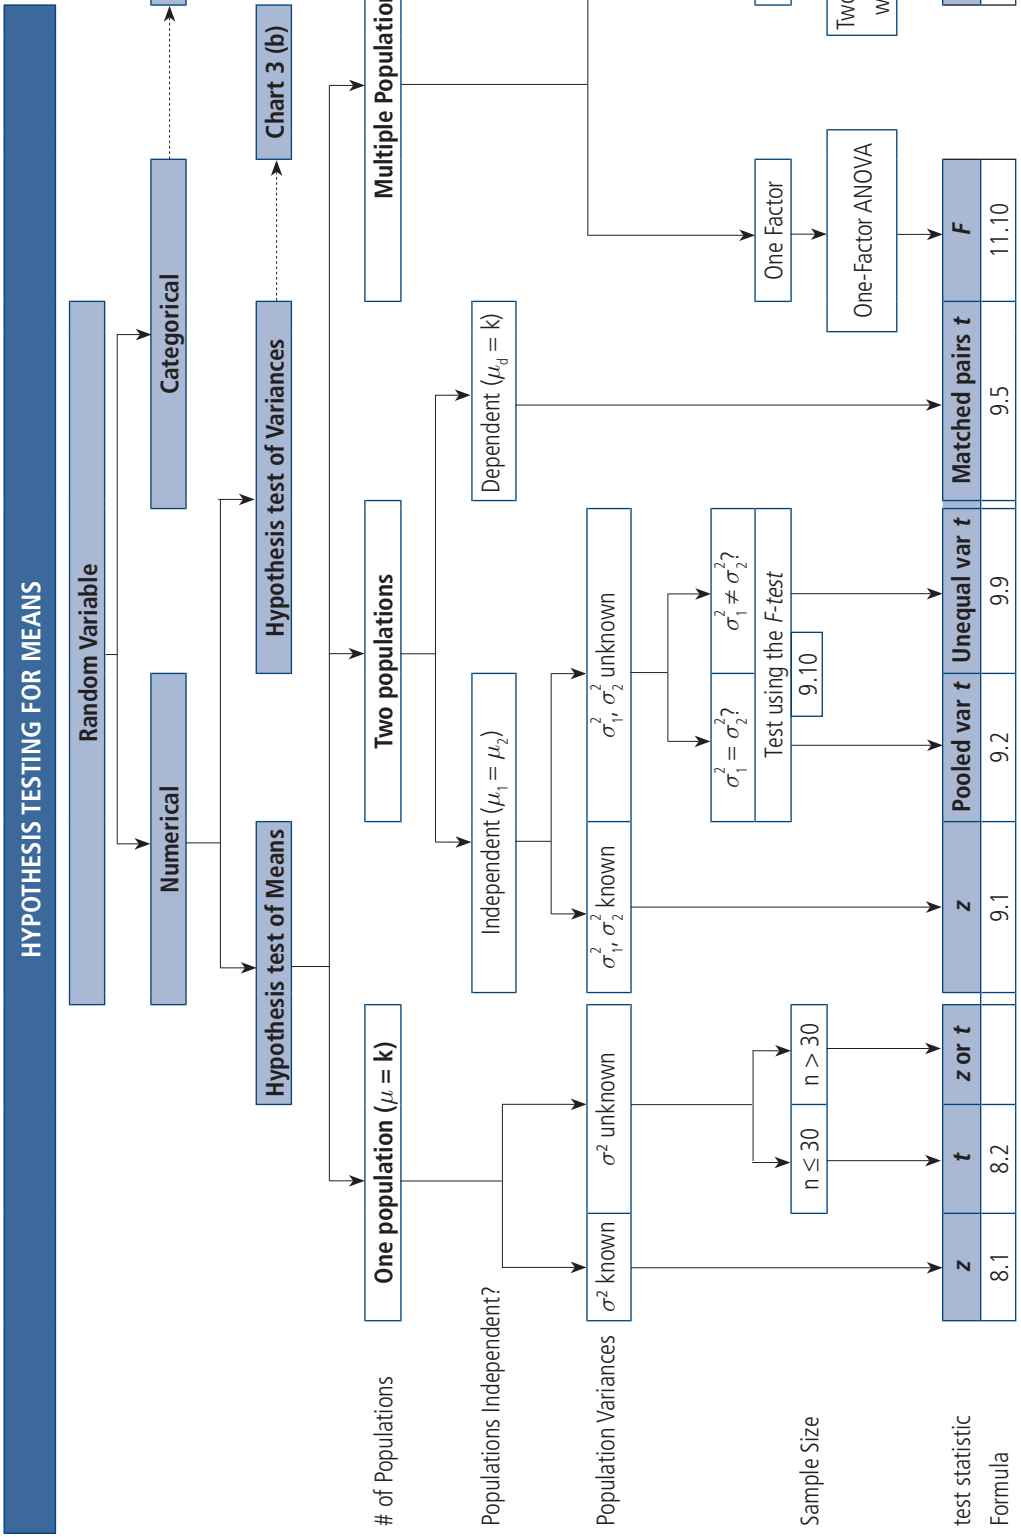 HYPOTHESIS TESTING FOR MEANS
Random Variable
Numerical
Categorical
Hypothesis test of Means
Hypothesis test of Variances
Chart 3 (b)
# of Populations
One population (μ = k)
Two populations
Multiple Population
Populations Independent?
Independent (μ₁ = μ₂)
Dependent (μd = k)
Population Variances
σ² known
σ² unknown
σ₁², σ₂² known
σ₁², σ₂² unknown
σ₁² = σ₂²?
σ₁² ≠ σ₂²?
Test using the F-test
9.10
One Factor
Sample Size
n ≤ 30
n > 30
One-Factor ANOVA
Two
w
test statistic
z
t
z or t
z
Pooled var t
Unequal var t
Matched pairs t
F
Formula
8.1
8.2
9.1
9.2
9.9
9.5
11.10